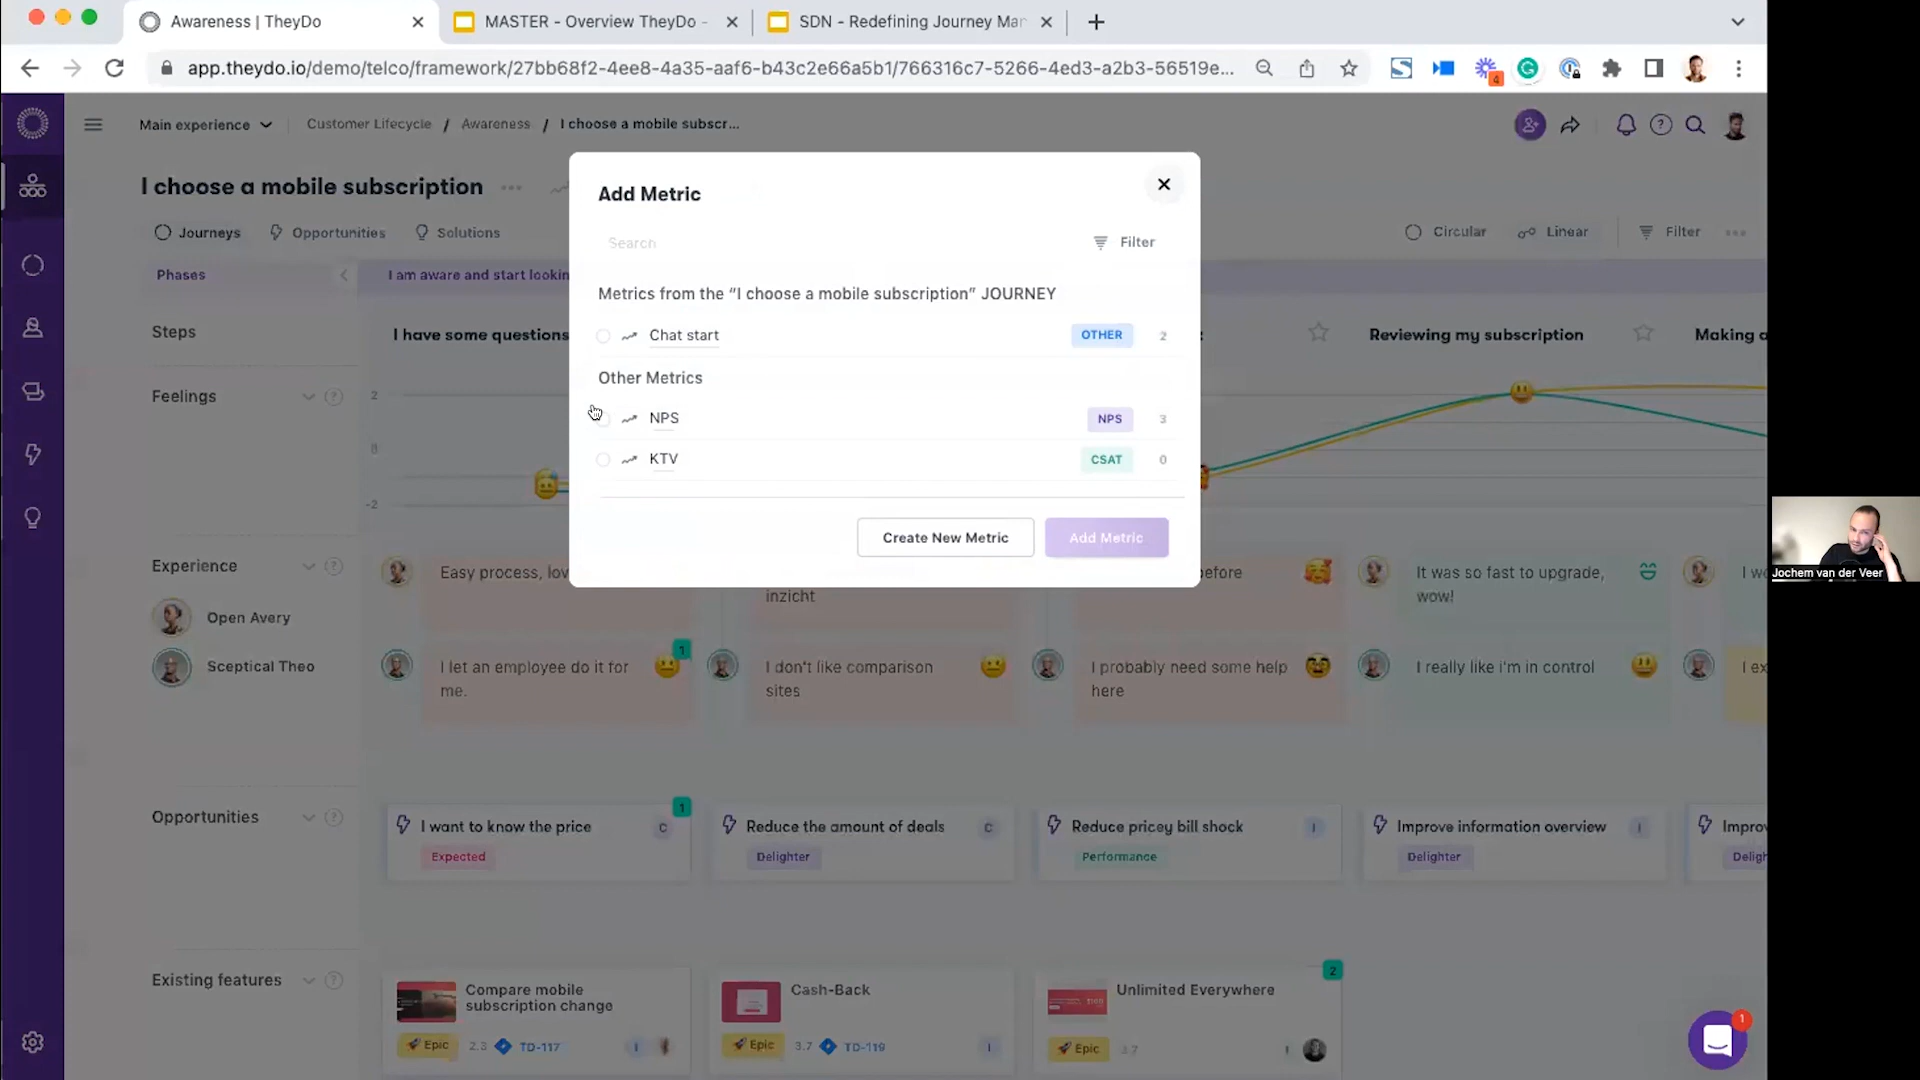 Awareness | TheyDo
MASTER - Overview TheyDo -
SDN - Redefining Journey Mar
app.theydo.io/demo/telco/framework/27bb68f2-4ee8-4a35-aaf6-b43c2e66a5b1/766316c7-5266-4ed3-a2b3-56519e...
4
Main experience
Customer Lifecycle / Awareness / I choose a mobile subscr...
I choose a mobile subscription
Journeys Opportunities Solutions
Circular Linear Filter
Phases
I am aware and start lookin
Steps
I have some questions
Reviewing my subscription
Making a
Feelings
2
-2
Add Metric
Search
Filter
Metrics from the “I choose a mobile subscription” JOURNEY
Chat start OTHER 2
Other Metrics
NPS NPS 3
KTV CSAT 0
Create New Metric
Add Metric
Jochem van der Veer
Experience
Open Avery
Sceptical Theo
Easy process, lov
inzicht
before
It was so fast to upgrade,
wow!
I wo
I let an employee do it for
me.
1
I don't like comparison
sites
I probably need some help
here
I really like i'm in control
I ex
Opportunities
I want to know the price C
1
Expected
Reduce the amount of deals C
Delighter
Reduce pricey bill shock I
Performance
Improve information overview I
Delighter
Impro
Deligh
Existing features
Compare mobile
subscription change
Epic 2.3 TD-117 I
Cash-Back
Epic 3.7 TD-119 I
Unlimited Everywhere
2
Epic 3.7 I
1